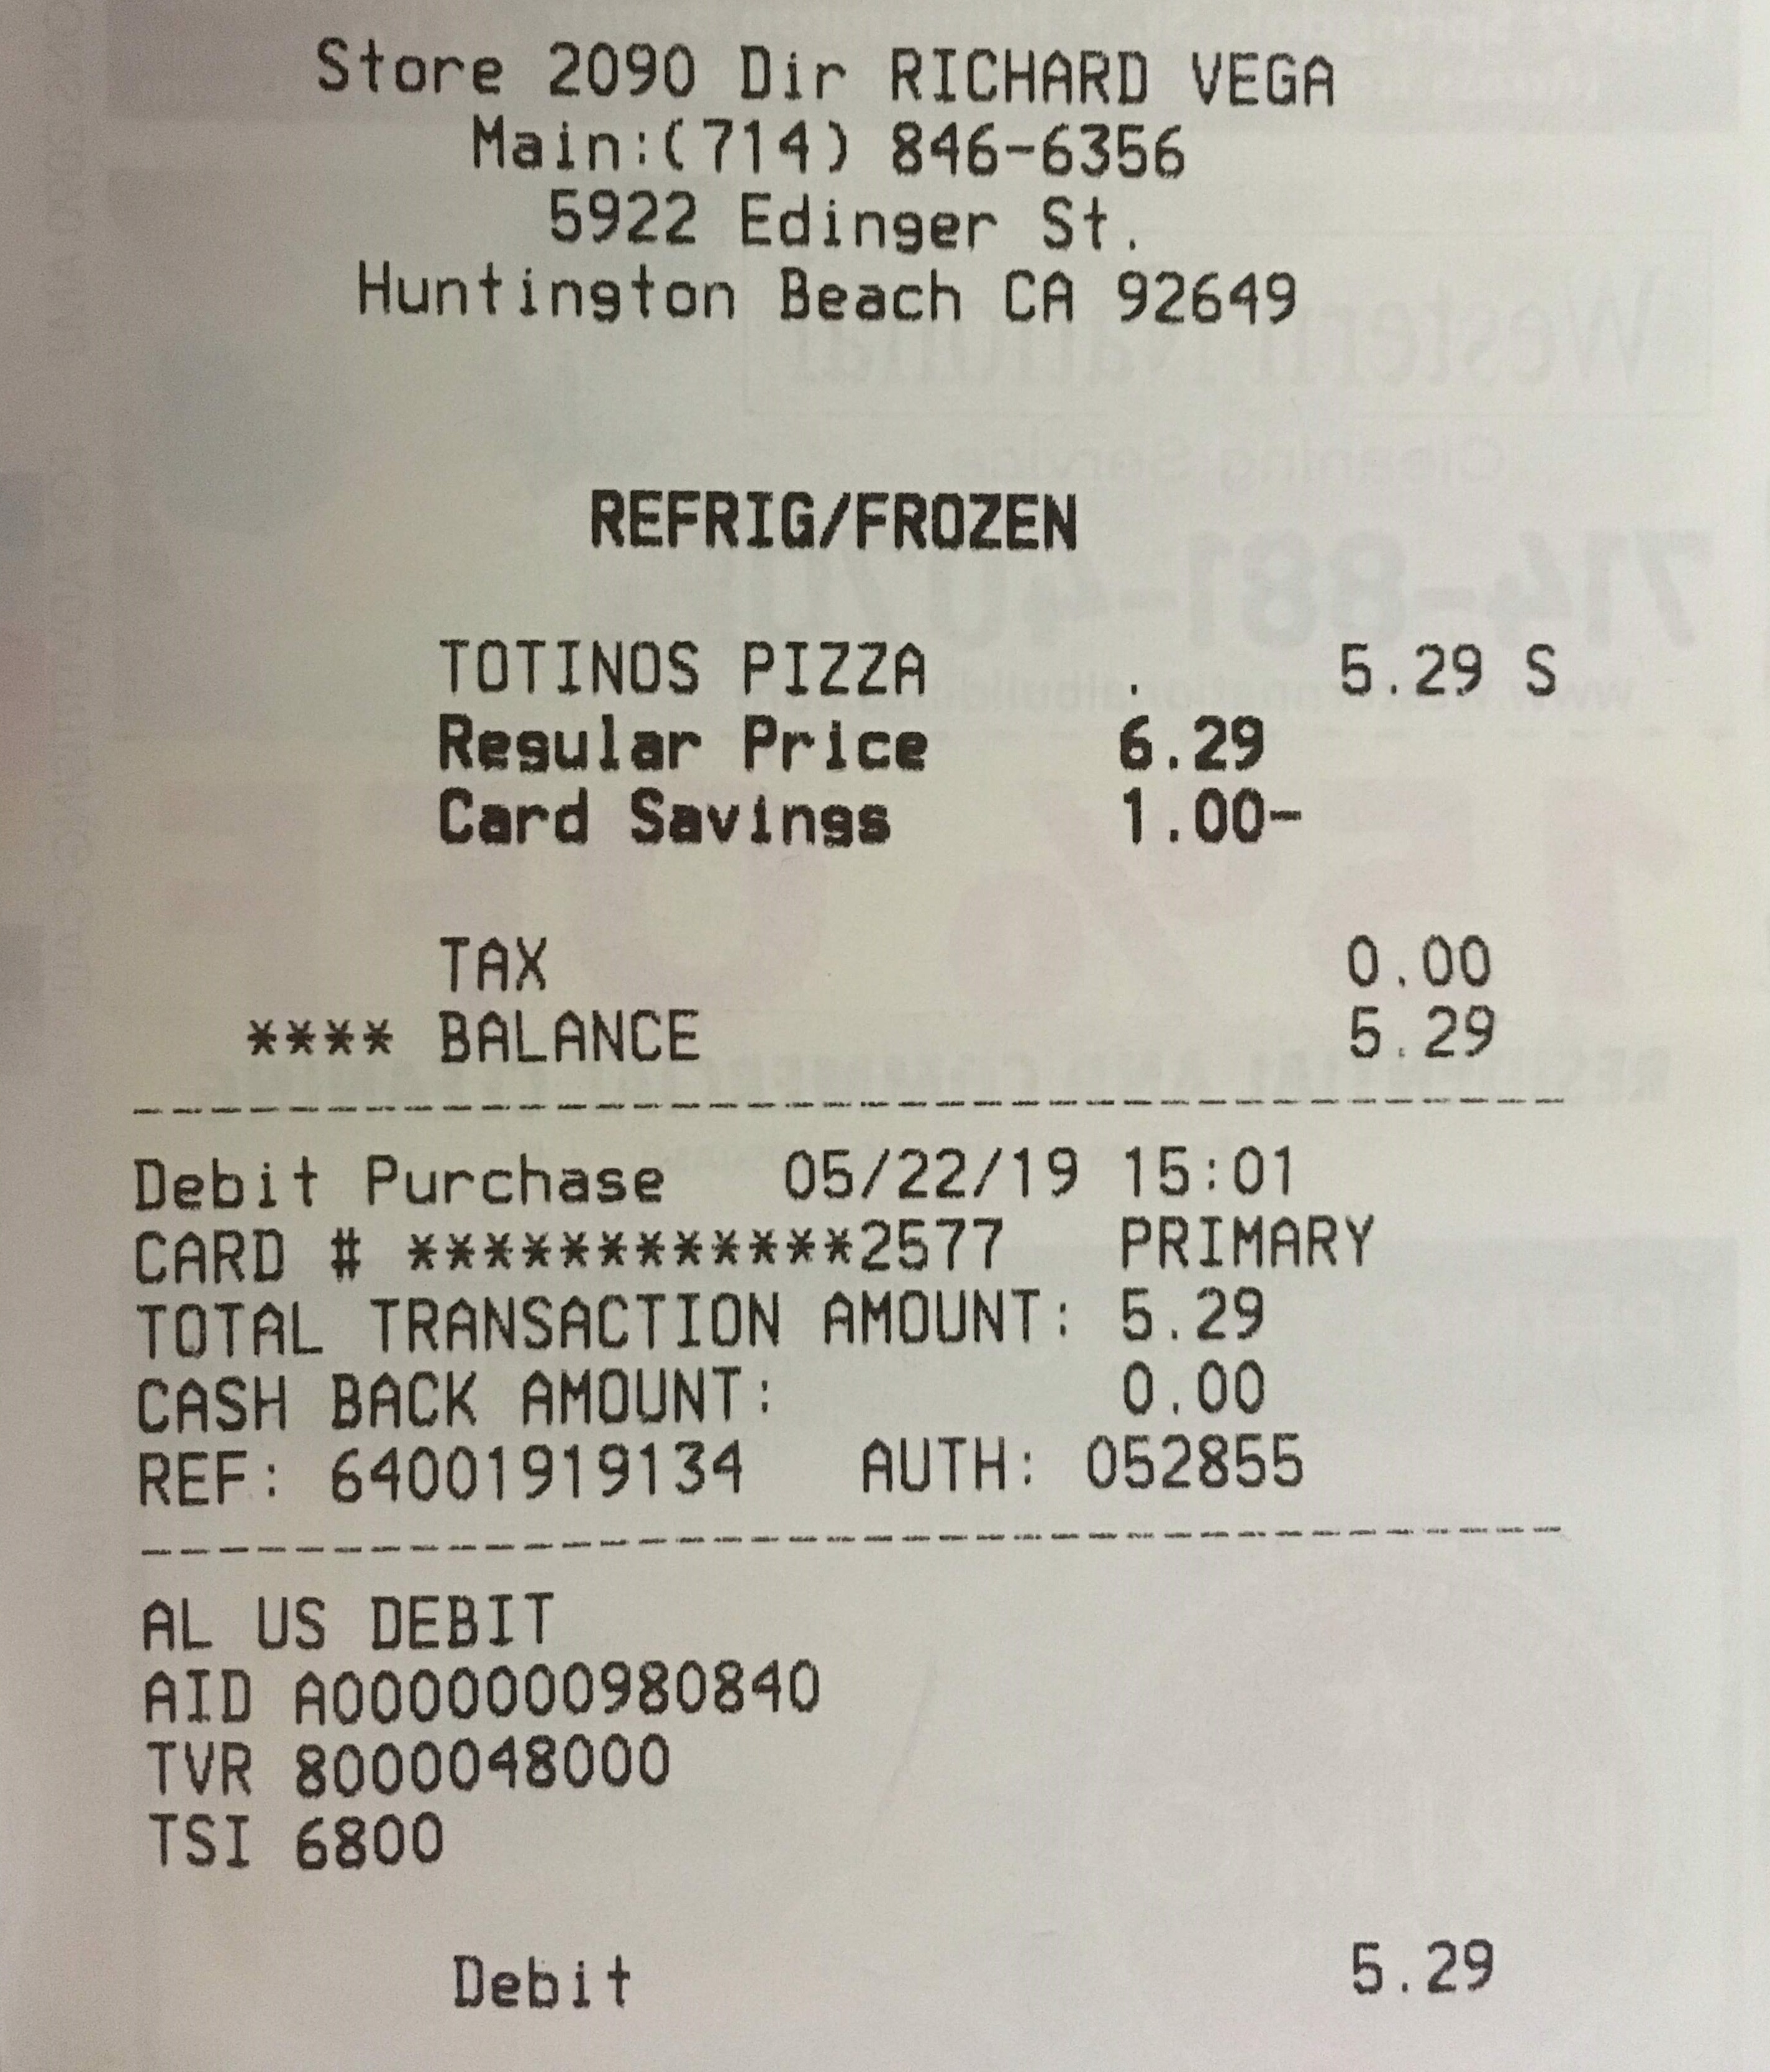 Store 2090 Dir RICHARD VEGA
Main:(714) 846-6356
5922 Edinger St.
Huntington Beach CA 92649
REFRIG/FROZEN
TOTINOS PIZZA . 5.29 S
Regular Price 6.29
Card Savings 1.00-
TAX 0.00
**** BALANCE 5.29
Debit Purchase 05/22/19 15:01
CARD # ************2577 PRIMARY
TOTAL TRANSACTION AMOUNT: 5.29
CASH BACK AMOUNT: 0.00
REF: 64001919134 AUTH: 052855
AL US DEBIT
AID A0000000980840
TVR 8000048000
TSI 6800
Debit 5.29